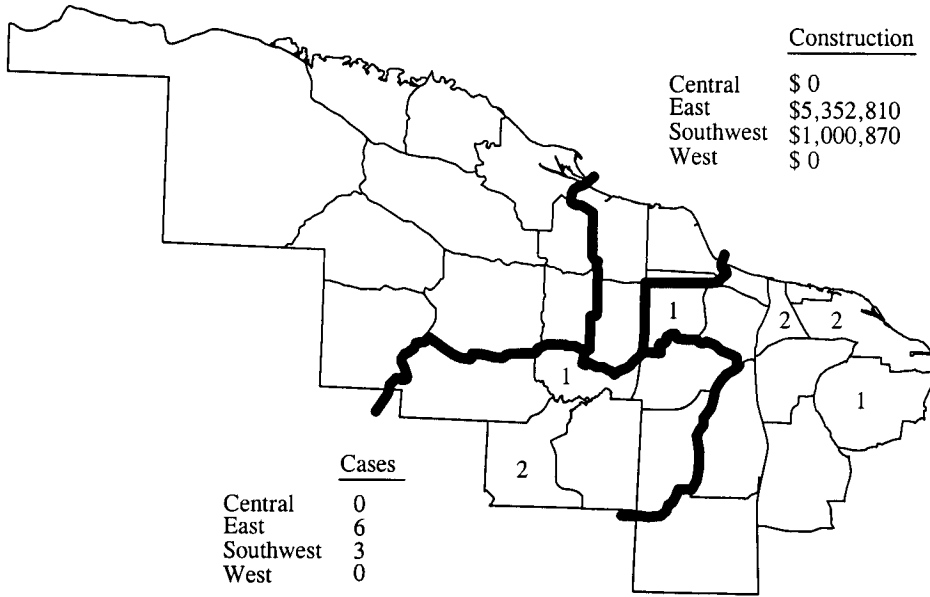 Construction
Central $ 0
East $5,352,810
Southwest $1,000,870
West $ 0
1
2 2
1
1
2
Cases
Central 0
East 6
Southwest 3
West 0